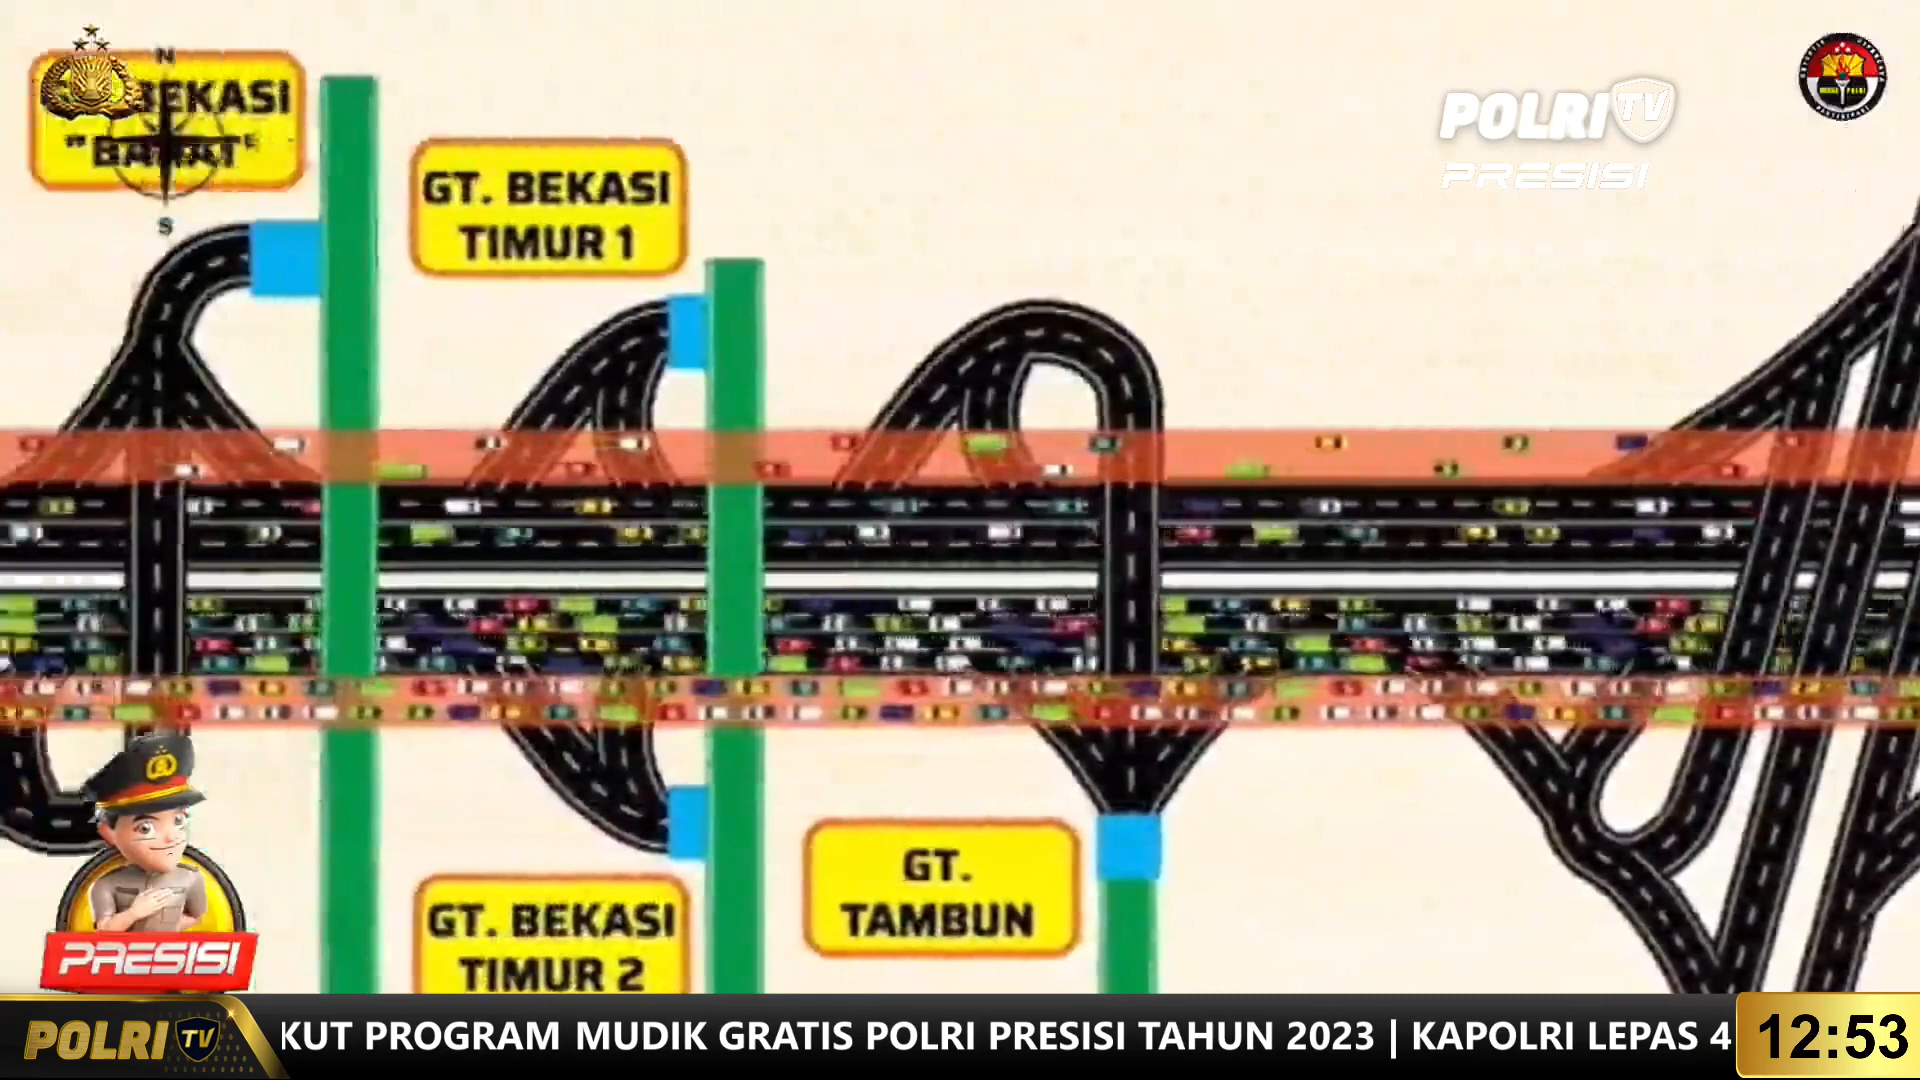 N
BEKASI
"BARAT"
E
S
GT. BEKASI
TIMUR 1
POLRI TV
PRESISI
GT. BEKASI
TIMUR 2
GT.
TAMBUN
PRESISI
POLRI TV
KUT PROGRAM MUDIK GRATIS POLRI PRESISI TAHUN 2023 | KAPOLRI LEPAS 4
12:53